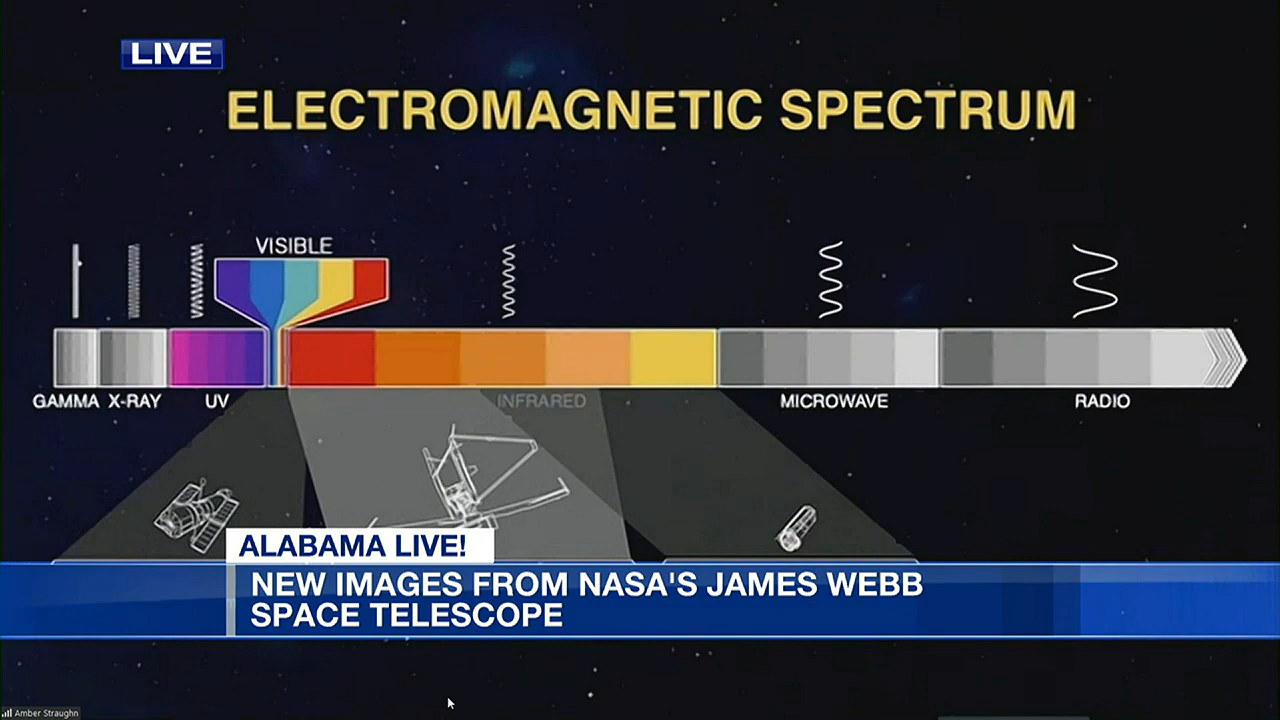 LIVE
ELECTROMAGNETIC SPECTRUM
VISIBLE
GAMMA X-RAY UV INFRARED MICROWAVE RADIO
ALABAMA LIVE!
NEW IMAGES FROM NASA'S JAMES WEBB
SPACE TELESCOPE
Amber Straughn